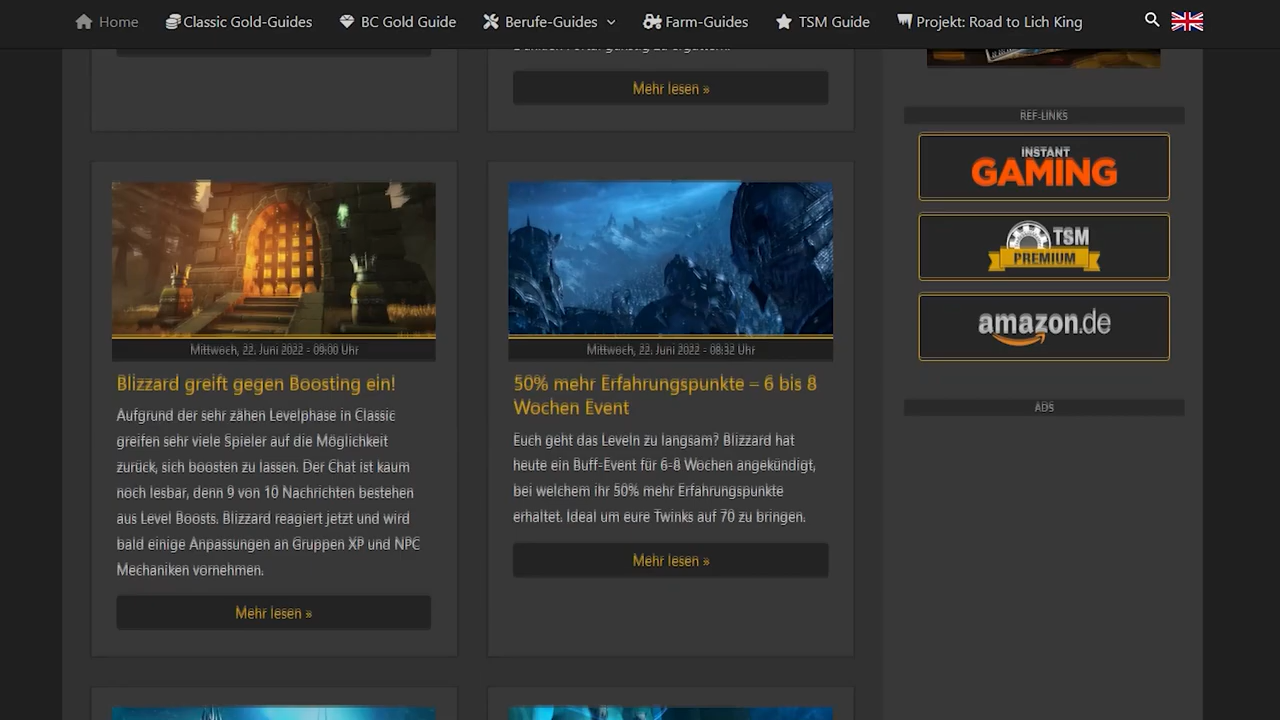 Home Classic Gold-Guides BC Gold Guide Berufe-Guides Farm-Guides TSM Guide Projekt: Road to Lich King
Mehr lesen »
Mittwoch, 22. Juni 2022 - 09:00 Uhr
Blizzard greift gegen Boosting ein!
Aufgrund der sehr zähen Levelphase in Classic
greifen sehr viele Spieler auf die Möglichkeit
zurück, sich boosten zu lassen. Der Chat ist kaum
noch lesbar, denn 9 von 10 Nachrichten bestehen
aus Level Boosts. Blizzard reagiert jetzt und wird
bald einige Anpassungen an Gruppen XP und NPC
Mechaniken vornehmen.
Mehr lesen »
Mittwoch, 22. Juni 2022 - 08:32 Uhr
50% mehr Erfahrungspunkte – 6 bis 8
Wochen Event
Euch geht das Leveln zu langsam? Blizzard hat
heute ein Buff-Event für 6-8 Wochen angekündigt,
bei welchem ihr 50% mehr Erfahrungspunkte
erhaltet. Ideal um eure Twinks auf 70 zu bringen.
Mehr lesen »
REF-LINKS
INSTANT
GAMING
TSM
PREMIUM
amazon.de
ADS